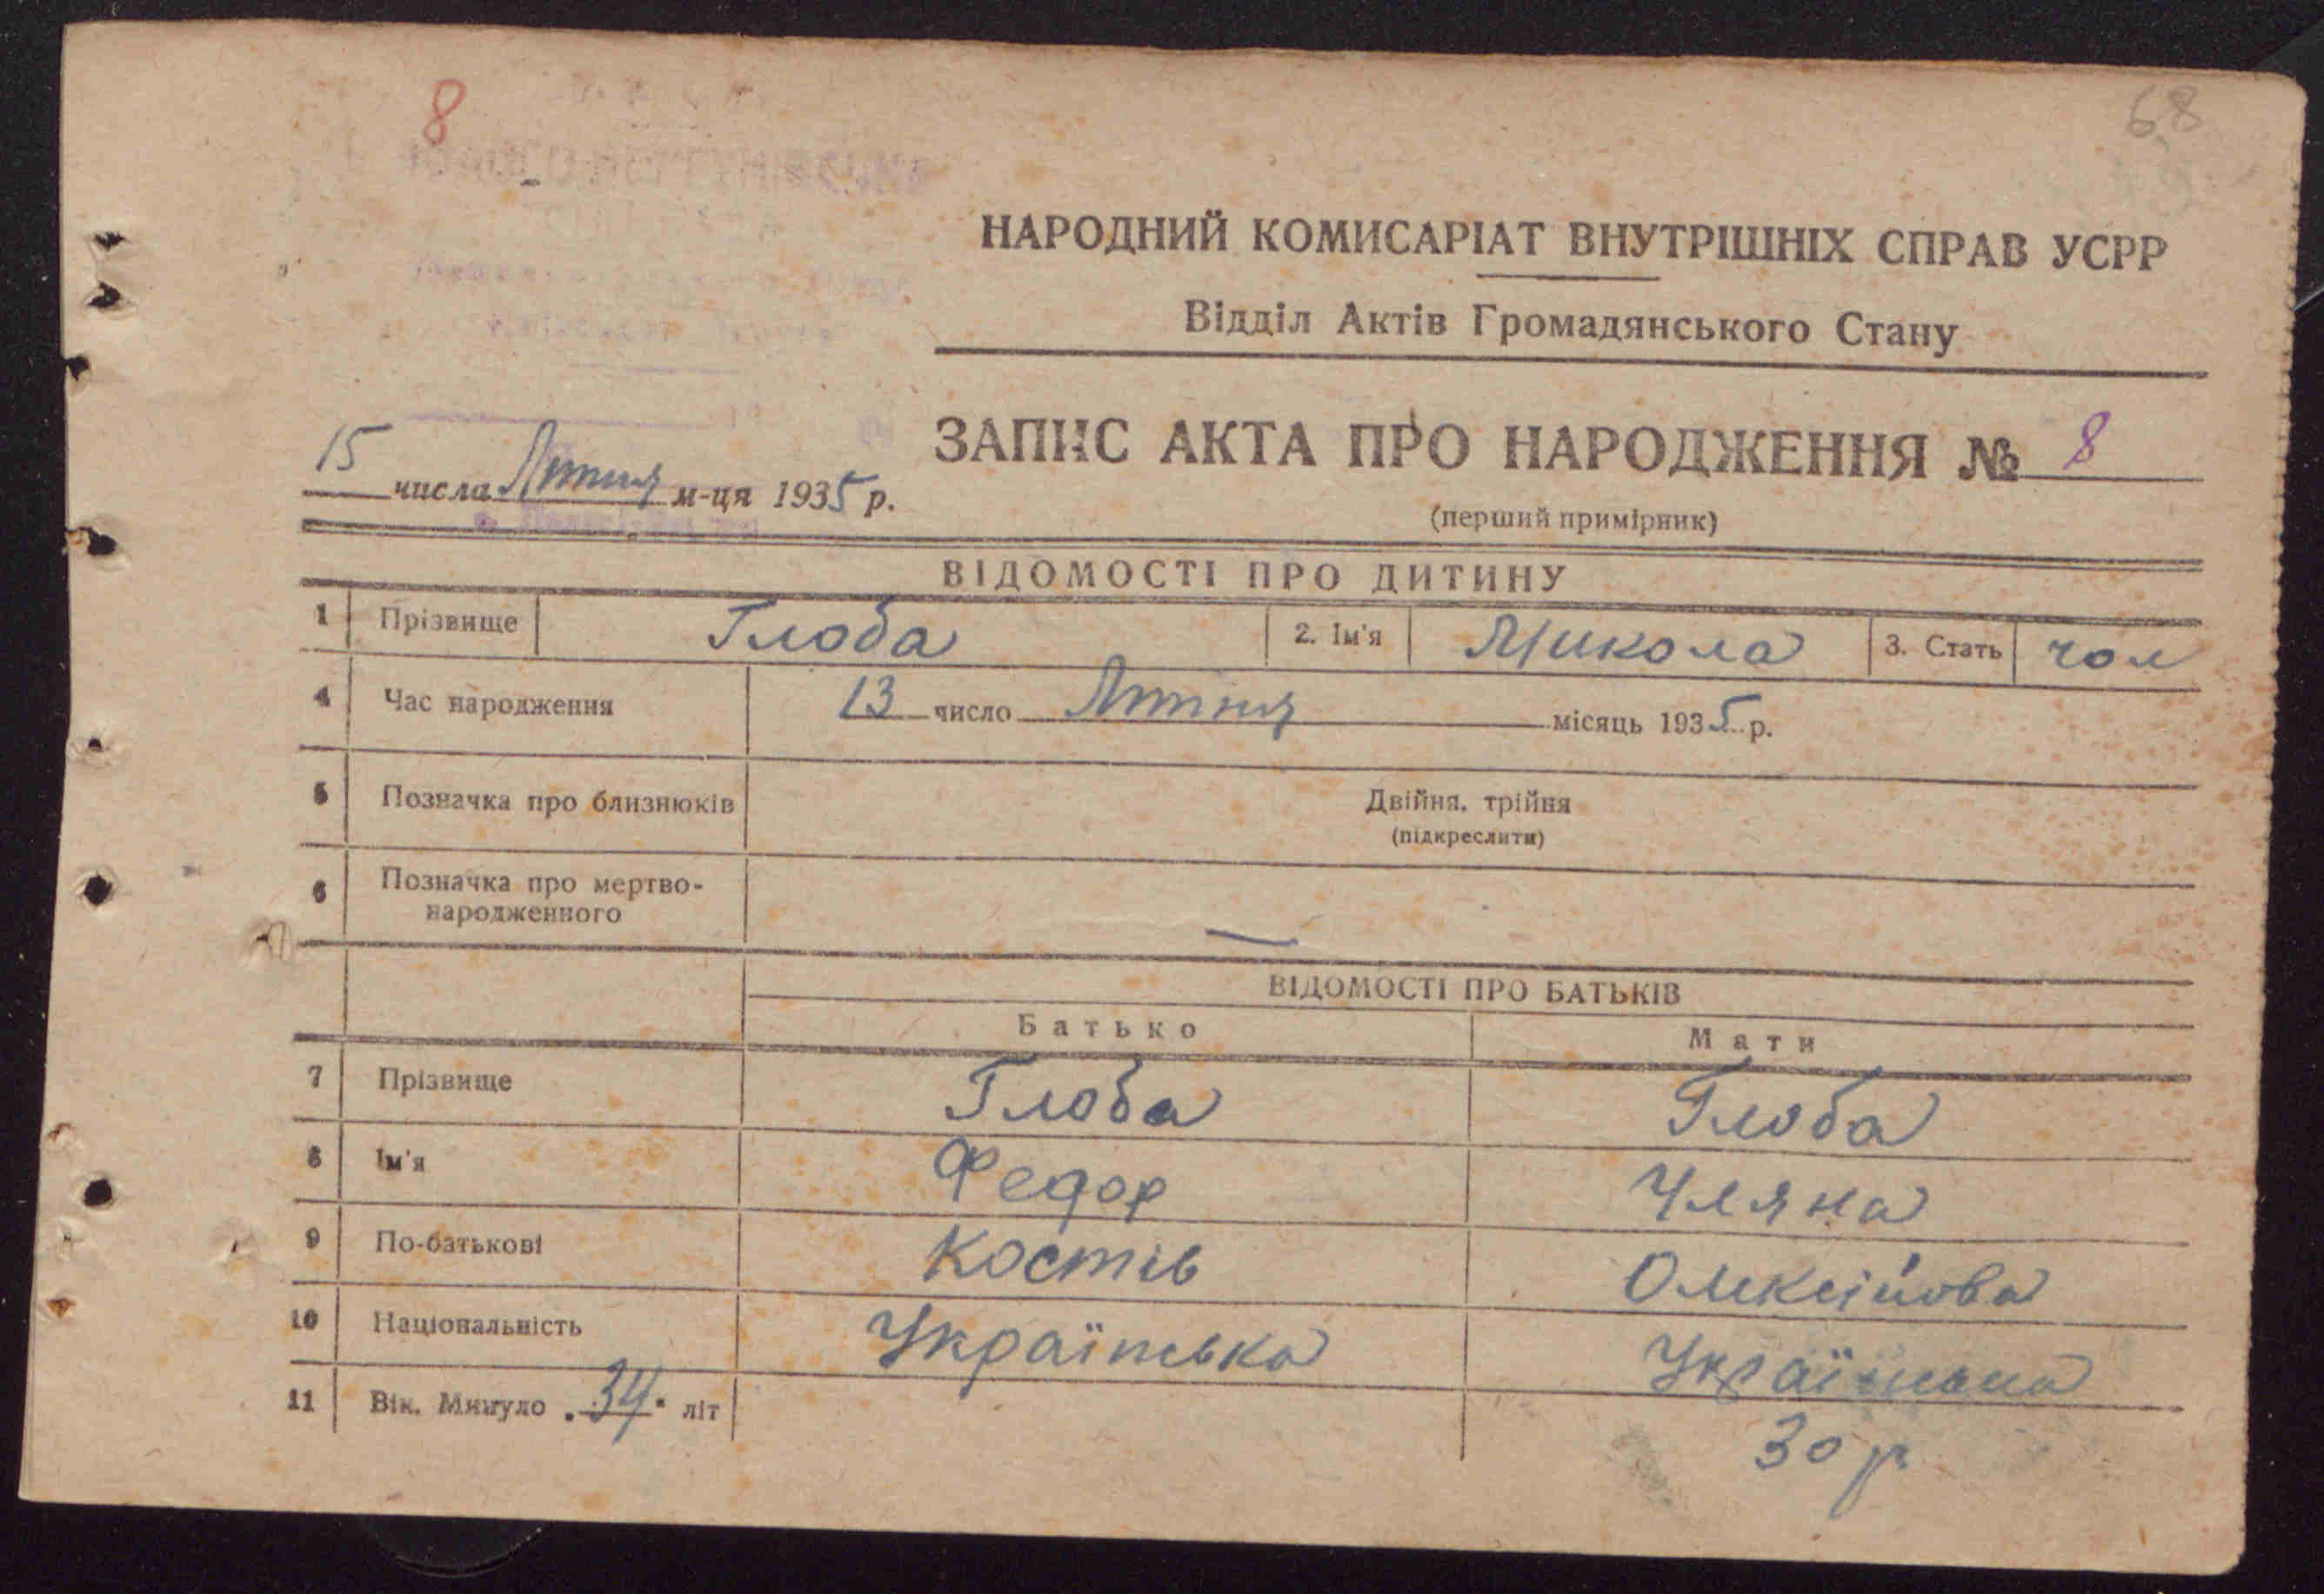 8
68
НАРОДНИЙ КОМИСАРІАТ ВНУТРІШНІХ СПРАВ УСРР
Відділ Актів Громадянського Стану
ЗАПИС АКТА ПРО НАРОДЖЕННЯ № 8
15 числа Лютня м-ця 1935 р.
(перший примірник)
ВІДОМОСТІ ПРО ДИТИНУ
1 Прізвище Глоба 2. Ім'я Микола 3. Стать чол
4 Час народження 13 число Лютня місяць 1935 р.
5 Позначка про близнюків Двійня, трійня
(підкреслити)
6 Позначка про мертво-
народженного —
ВІДОМОСТІ ПРО БАТЬКІВ
Батько Мати
7 Прізвище Глоба Глоба
8 Ім'я Федор Уляна
9 По-батькові Костів Олексійова
10 Національність Українська Українська
11 Вік. Минуло 34 літ 30 р